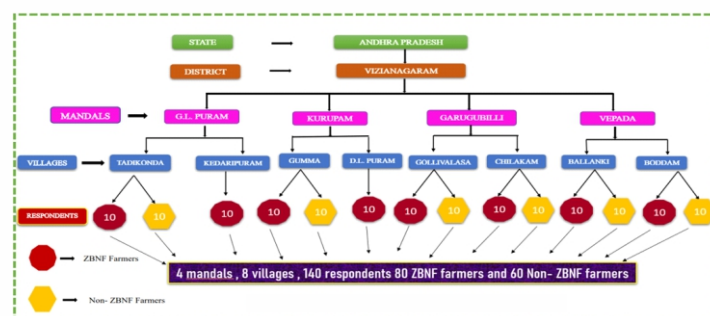 STATE
ANDHRA PRADESH
DISTRICT
VIZIANAGARAM
MANDALS
G.L. PURAM
KURUPAM
GARUGUBILLI
VEPADA
VILLAGES
TADIKONDA
KEDARIPURAM
GUMMA
D.L. PURAM
GOLLIVALASA
CHILAKAM
BALLANKI
BODDAM
RESPONDENTS
10 10 10 10 10 10 10 10 10 10 10 10 10 10
ZBNF Farmers
4 mandals , 8 villages , 140 respondents 80 ZBNF farmers and 60 Non- ZBNF farmers
Non- ZBNF Farmers